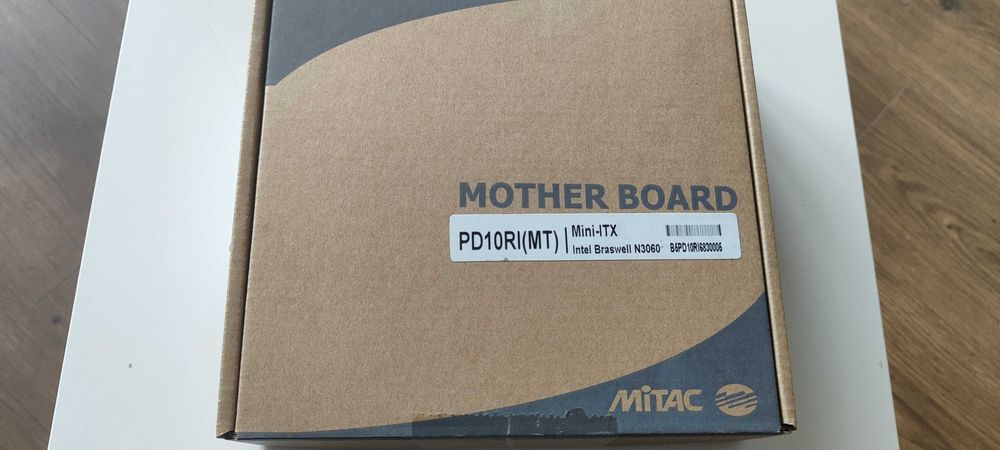 MOTHER BOARD
PD10RI(MT) | Mini-ITX
Intel Braswell N3060
B6PD10RI6830006
MiTAC